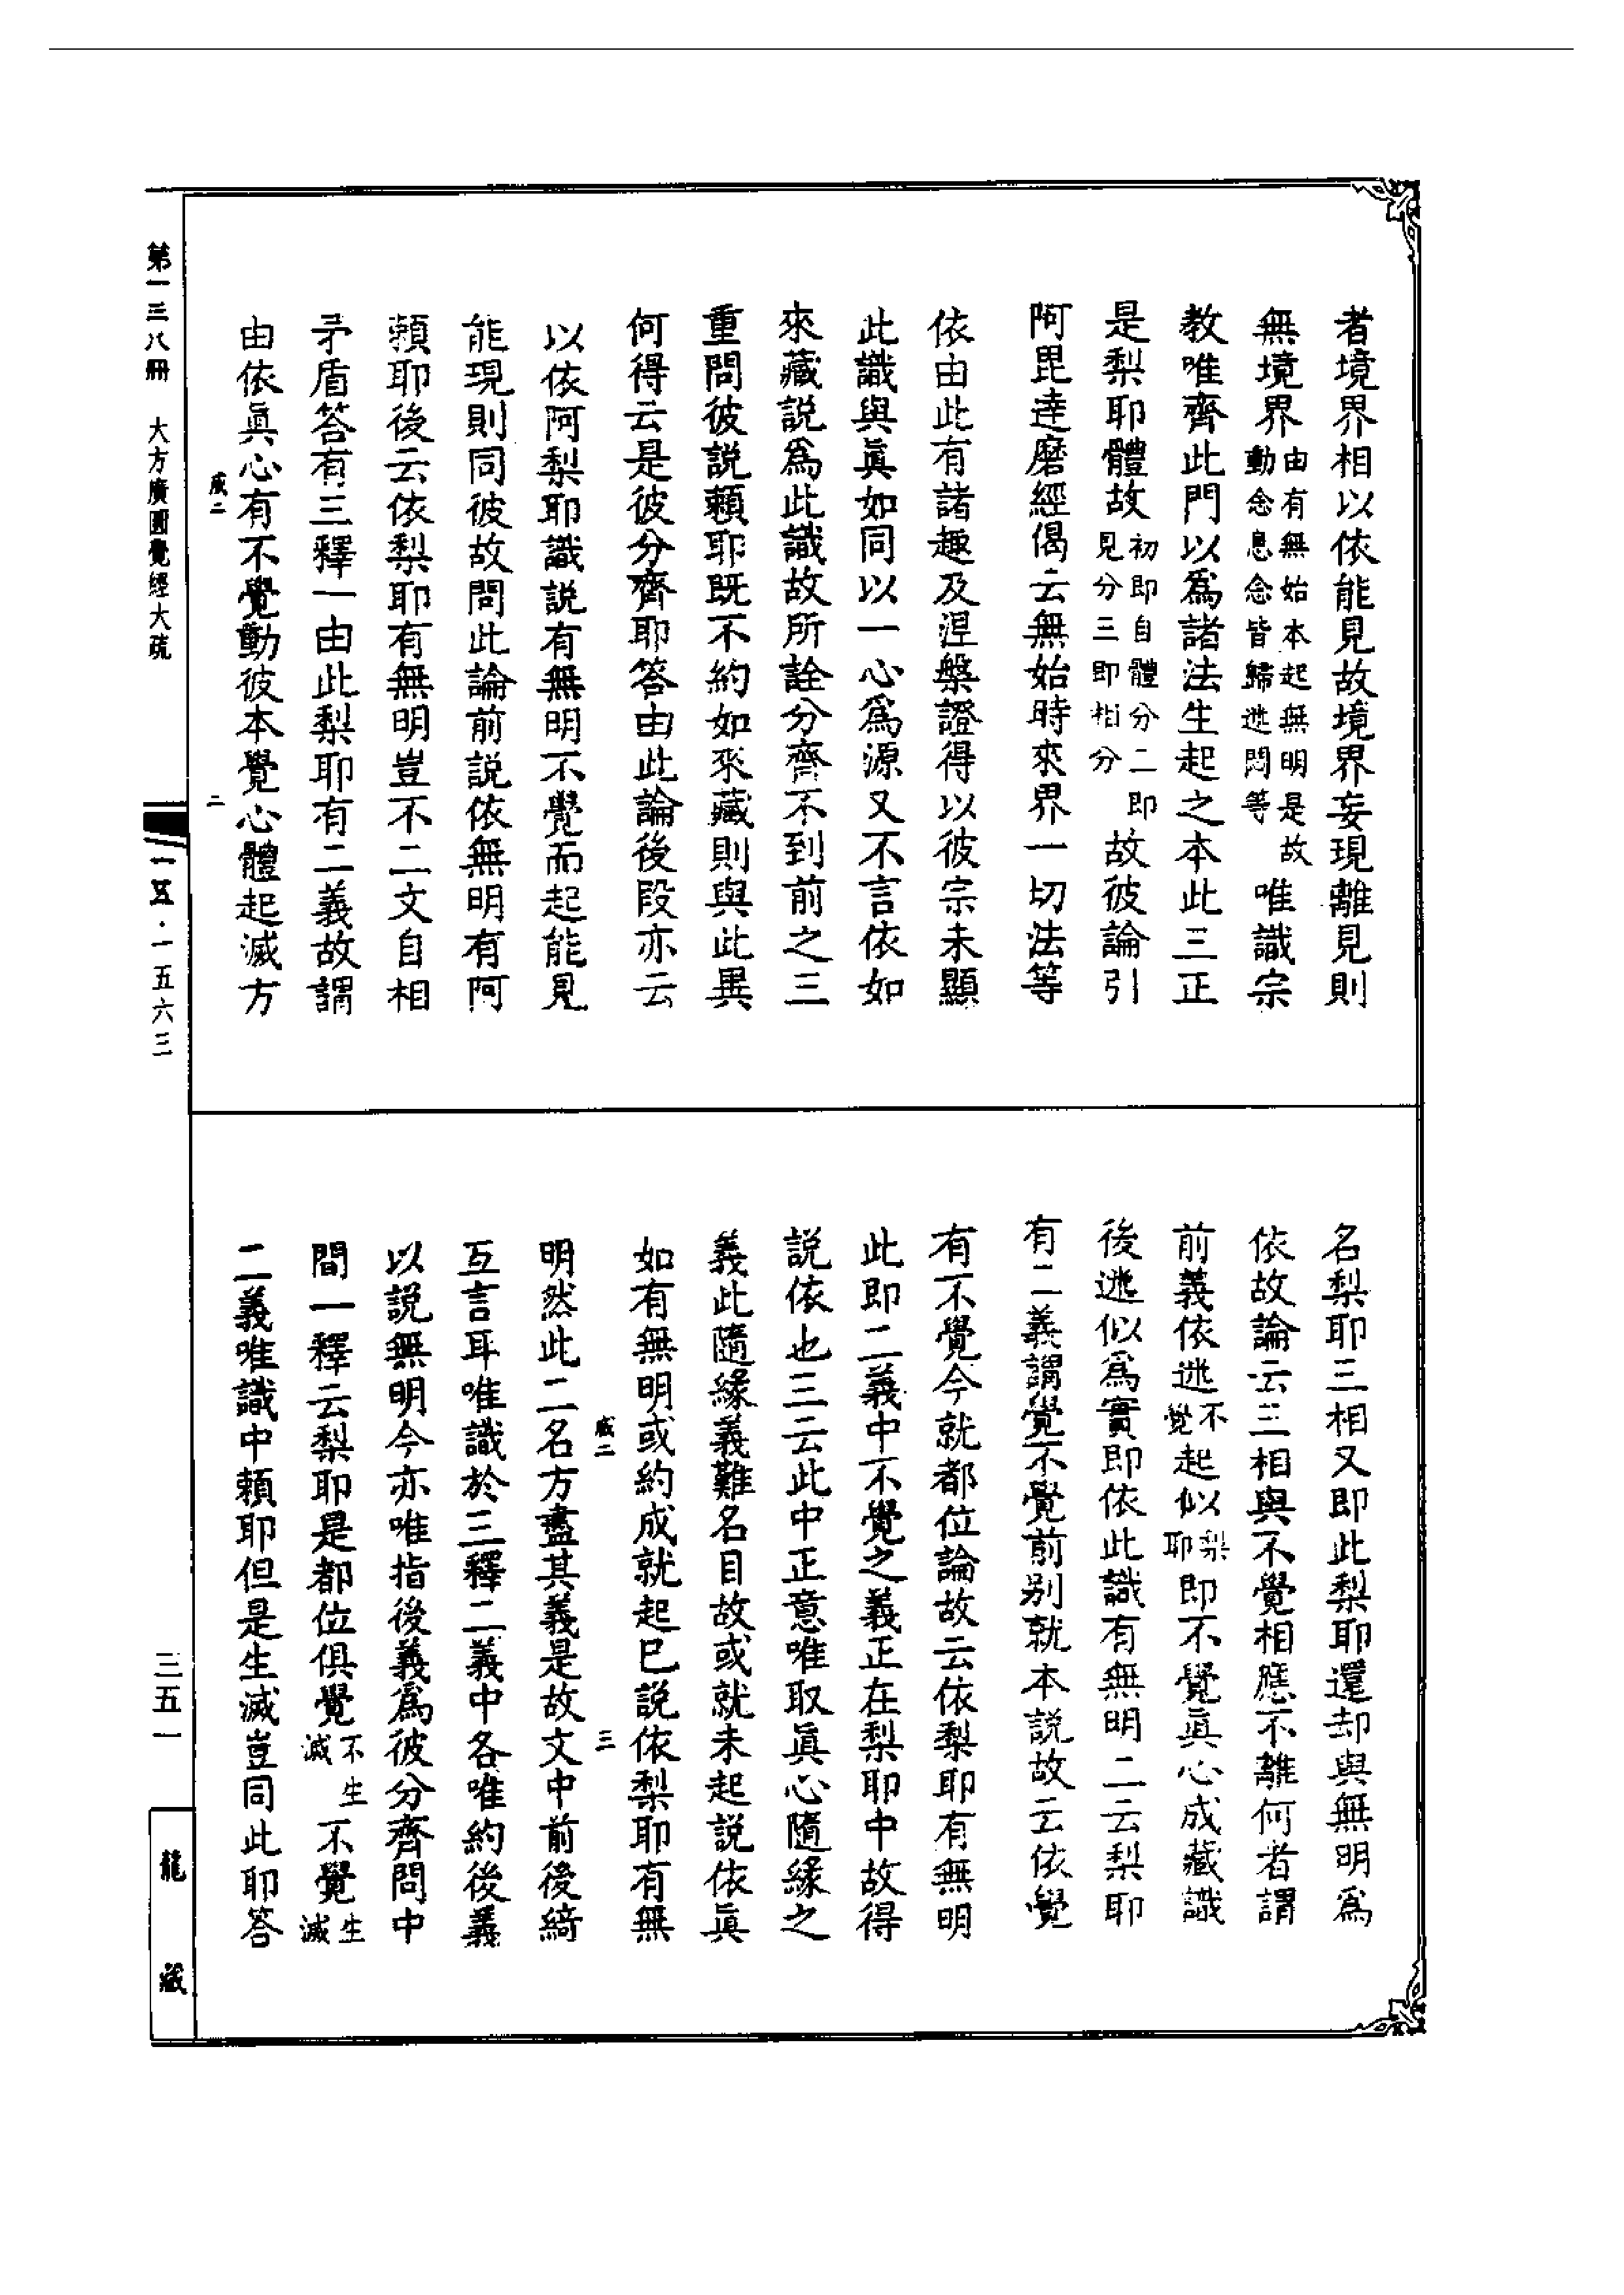 者境界相以依能見故境界妄現離見則
無境界由有無始本起無明是故動念息念皆歸迷悶等唯識宗
教唯齊此門以爲諸法生起之本此三正
是梨耶體故初即自體分二即見分三即相分故彼論引
阿毘達磨經偈云無始時來界一切法等
依由此有諸趣及涅槃證得以彼宗未顯
此識與眞如同以一心爲源又不言依如
來藏説爲此識故所詮分齊不到前之三
重問彼説賴耶既不約如來藏則與此異
何得云是彼分齊耶答由此論後段亦云
以依阿梨耶識説有無明不覺而起能見
能現則同彼故問此論前説依無明有阿
賴耶後云依梨耶有無明豈不二文自相
矛盾答有三釋一由此梨耶有二義故謂
由依眞心有不覺動彼本覺心體起滅方
咸二
二
名梨耶三相又即此梨耶還却與無明爲
依故論云三相與不覺相應不離何者謂
前義依迷不覺起似梨耶即不覺眞心成藏識
後迷似爲實即依此識有無明二云梨耶
有二義謂覺不覺前別就本説故云依覺
有不覺今就都位論故云依梨耶有無明
此即二義中不覺之義正在梨耶中故得
説依也三云此中正意唯取眞心隨緣之
義此隨緣義難名目故或就未起説依眞
如有無明或約成就起已説依梨耶有無
咸二
三
明然此二名方盡其義是故文中前後綺
互言耳唯識於三釋二義中各唯約後義
以説無明今亦唯指後義爲彼分齊問中
間一釋云梨耶是都位俱覺不生滅不覺生滅
二義唯識中賴耶但是生滅豈同此耶答
第一三八冊　大方廣圓覺經大疏
一五·一五六三
三五一
龍藏